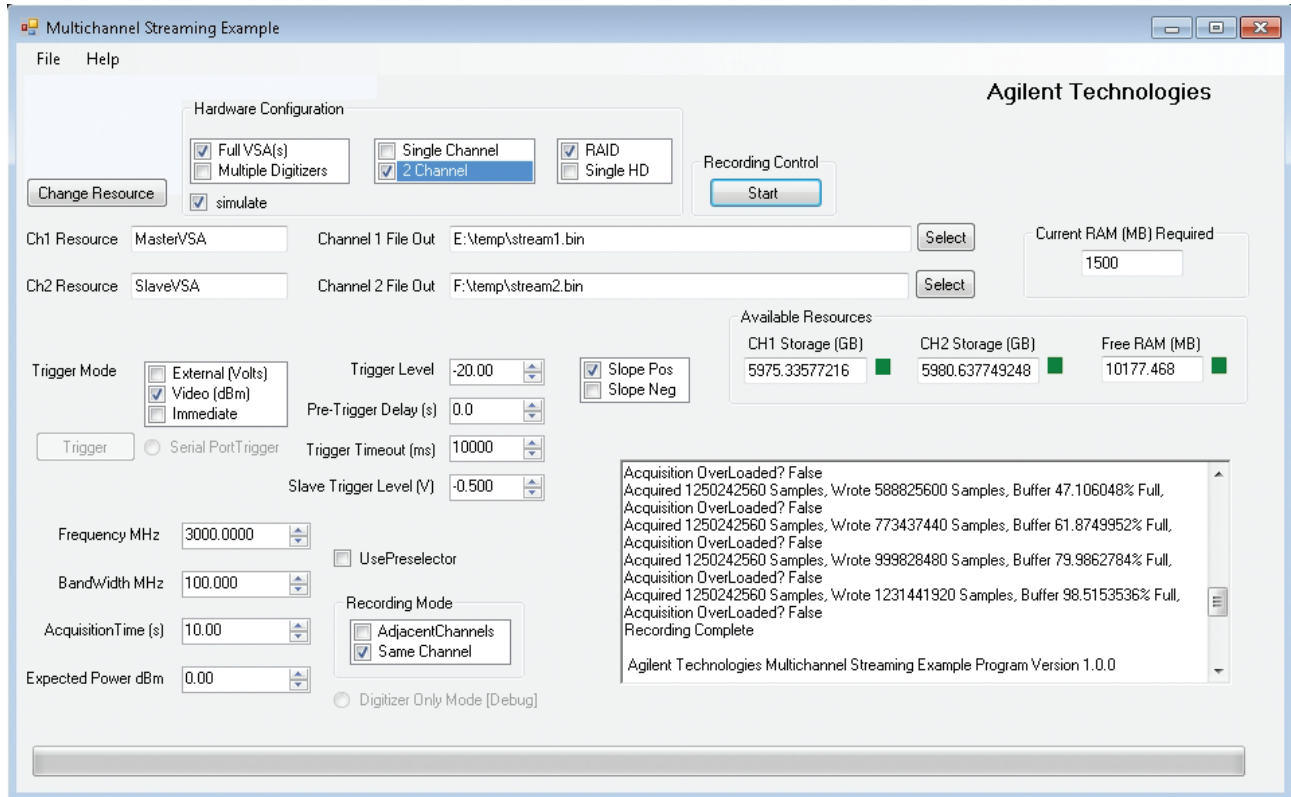 Multichannel Streaming Example
File Help
Agilent Technologies
Hardware Configuration
Full VSA(s)
Multiple Digitizers
Single Channel
2 Channel
RAID
Single HD
simulate
Change Resource
Recording Control
Start
Ch1 Resource MasterVSA Channel 1 File Out E:\temp\stream1.bin Select
Ch2 Resource SlaveVSA Channel 2 File Out F:\temp\stream2.bin Select
Current RAM (MB) Required
1500
Available Resources
CH1 Storage (GB) CH2 Storage (GB) Free RAM (MB)
5975.33577216 5980.637749248 10177.468
Trigger Mode
External (Volts)
Video (dBm)
Immediate
Trigger Serial PortTrigger
Trigger Level -20.00
Pre-Trigger Delay (s) 0.0
Trigger Timeout (ms) 10000
Slave Trigger Level (V) -0.500
Slope Pos
Slope Neg
Frequency MHz 3000.0000
BandWidth MHz 100.000
AcquisitionTime (s) 10.00
Expected Power dBm 0.00
UsePreselector
Recording Mode
AdjacentChannels
Same Channel
Digitizer Only Mode [Debug]
Acquisition OverLoaded? False
Acquired 1250242560 Samples, Wrote 588825600 Samples, Buffer 47.106048% Full,
Acquisition OverLoaded? False
Acquired 1250242560 Samples, Wrote 773437440 Samples, Buffer 61.8749952% Full,
Acquisition OverLoaded? False
Acquired 1250242560 Samples, Wrote 999828480 Samples, Buffer 79.9862784% Full,
Acquisition OverLoaded? False
Acquired 1250242560 Samples, Wrote 1231441920 Samples, Buffer 98.5153536% Full,
Acquisition OverLoaded? False
Recording Complete
Agilent Technologies Multichannel Streaming Example Program Version 1.0.0